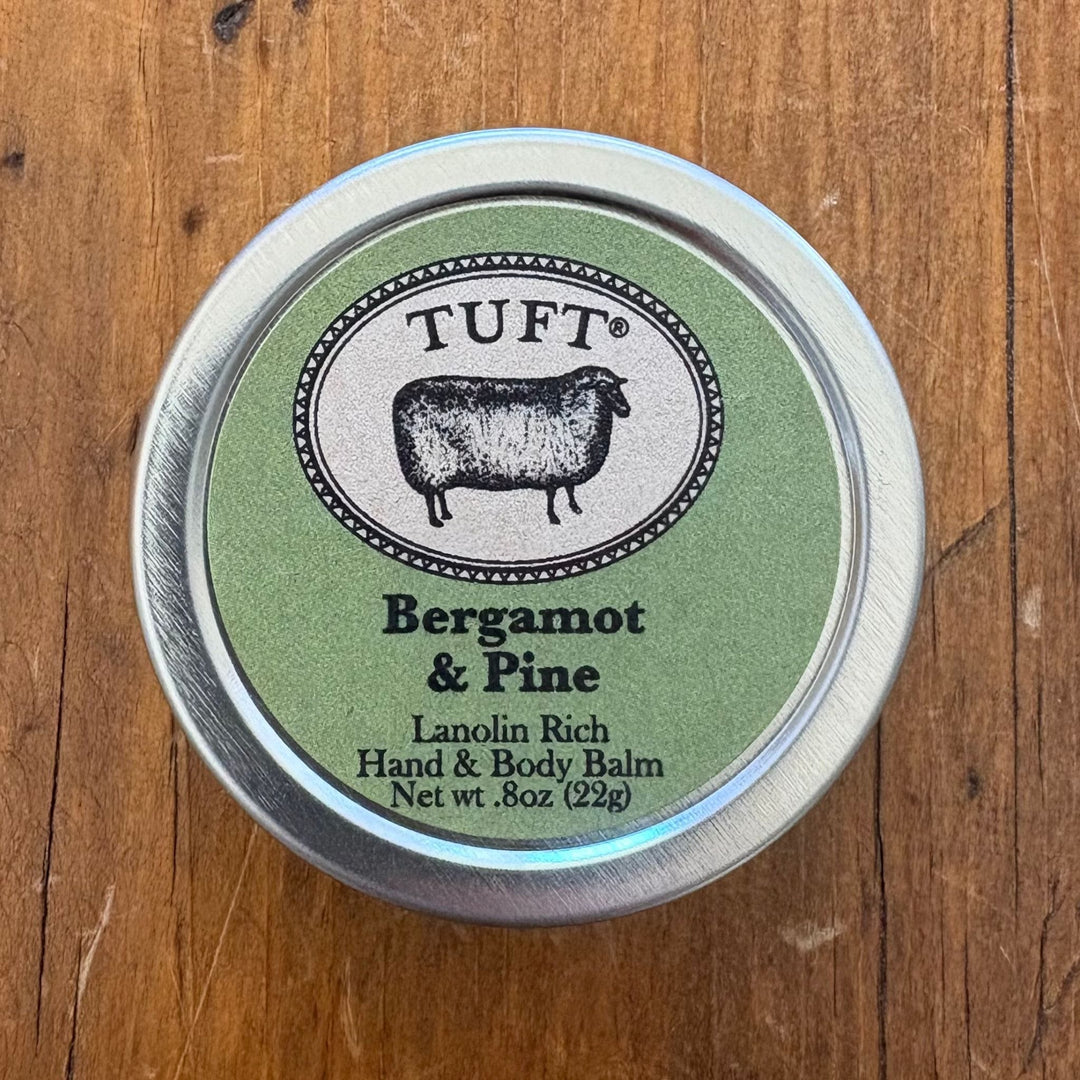 TUFT®
Bergamot
& Pine
Lanolin Rich
Hand & Body Balm
Net wt .8oz (22g)